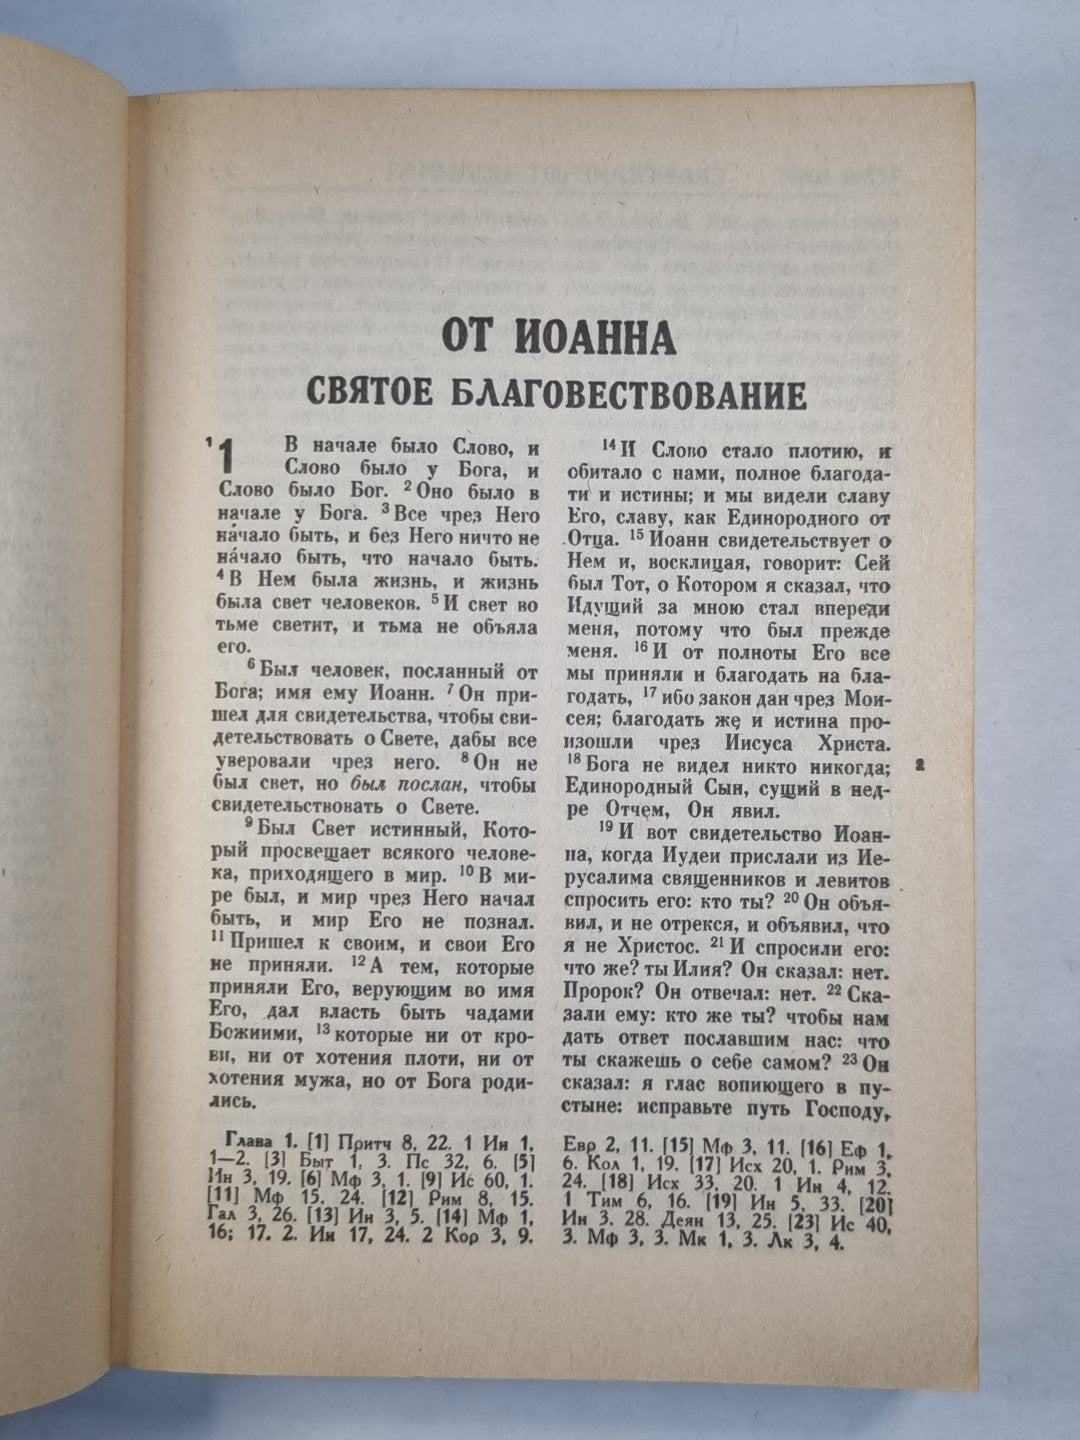 ОТ ИОАННА
СВЯТОЕ БЛАГОВЕСТВОВАНИЕ
¹ 1 В начале было Слово, и
Слово было у Бога, и
Слово было Бог. ² Оно было в
начале у Бога. ³ Все чрез Него
на́чало быть, и без Него ничто не
на́чало быть, что начало быть.
⁴ В Нем была жизнь, и жизнь
была свет человеков. ⁵ И свет во
тьме светит, и тьма не объяла
его.
⁶ Был человек, посланный от
Бога; имя ему Иоанн. ⁷ Он при-
шел для свидетельства, чтобы сви-
детельствовать о Свете, дабы все
уверовали чрез него. ⁸ Он не
был свет, но был послан, чтобы
свидетельствовать о Свете.
⁹ Был Свет истинный, Кото-
рый просвещает всякого челове-
ка, приходящего в мир. ¹⁰ В ми-
ре был, и мир чрез Него начал
быть, и мир Его не познал.
¹¹ Пришел к своим, и свои Его
не приняли. ¹² А тем, которые
приняли Его, верующим во имя
Его, дал власть быть чадами
Божиими, ¹³ которые ни от кро-
ви, ни от хотения плоти, ни от
хотения мужа, но от Бога роди-
лись.
¹⁴ И Слово стало плотию, и
обитало с нами, полное благода-
ти и истины; и мы видели славу
Его, славу, как Единородного от
Отца. ¹⁵ Иоанн свидетельствует о
Нем и, восклицая, говорит: Сей
был Тот, о Котором я сказал, что
Идущий за мною стал впереди
меня, потому что был прежде
меня. ¹⁶ И от полноты Его все
мы приняли и благодать на бла-
годать, ¹⁷ ибо закон дан чрез Мои-
сея; благодать же и истина про-
изошли чрез Иисуса Христа.
¹⁸ Бога не видел никто никогда; 2
Единородный Сын, сущий в нед-
ре Отчем, Он явил.
¹⁹ И вот свидетельство Иоан-
на, когда Иудеи прислали из Ие-
русалима священников и левитов
спросить его: кто ты? ²⁰ Он объя-
вил, и не отрекся, и объявил, что
я не Христос. ²¹ И спросили его:
что же? ты Илия? Он сказал: нет.
Пророк? Он отвечал: нет. ²² Ска-
зали ему: кто же ты? чтобы нам
дать ответ пославшим нас: что
ты скажешь о себе самом? ²³ Он
сказал: я глас вопиющего в пу-
стыне: исправьте путь Господу,
Глава 1. [1] Притч 8, 22. 1 Ин 1,
1—2. [3] Быт 1, 3. Пс 32, 6. [5]
Ин 3, 19. [6] Мф 3, 1. [9] Ис 60, 1.
[11] Мф 15. 24. [12] Рим 8, 15.
Гал 3, 26. [13] Ин 3, 5. [14] Мф 1,
16; 17. 2. Ин 17, 24. 2 Кор 3, 9.
Евр 2, 11. [15] Мф 3, 11. [16] Еф 1,
6. Кол 1, 19. [17] Исх 20, 1. Рим 3,
24. [18] Исх 33, 20. 1 Ин 4, 12.
1 Тим 6, 16. [19] Ин 5, 33. [20]
Ин 3. 28. Деян 13, 25. [23] Ис 40,
3. Мф 3, 3. Мк 1, 3. Лк 3, 4.